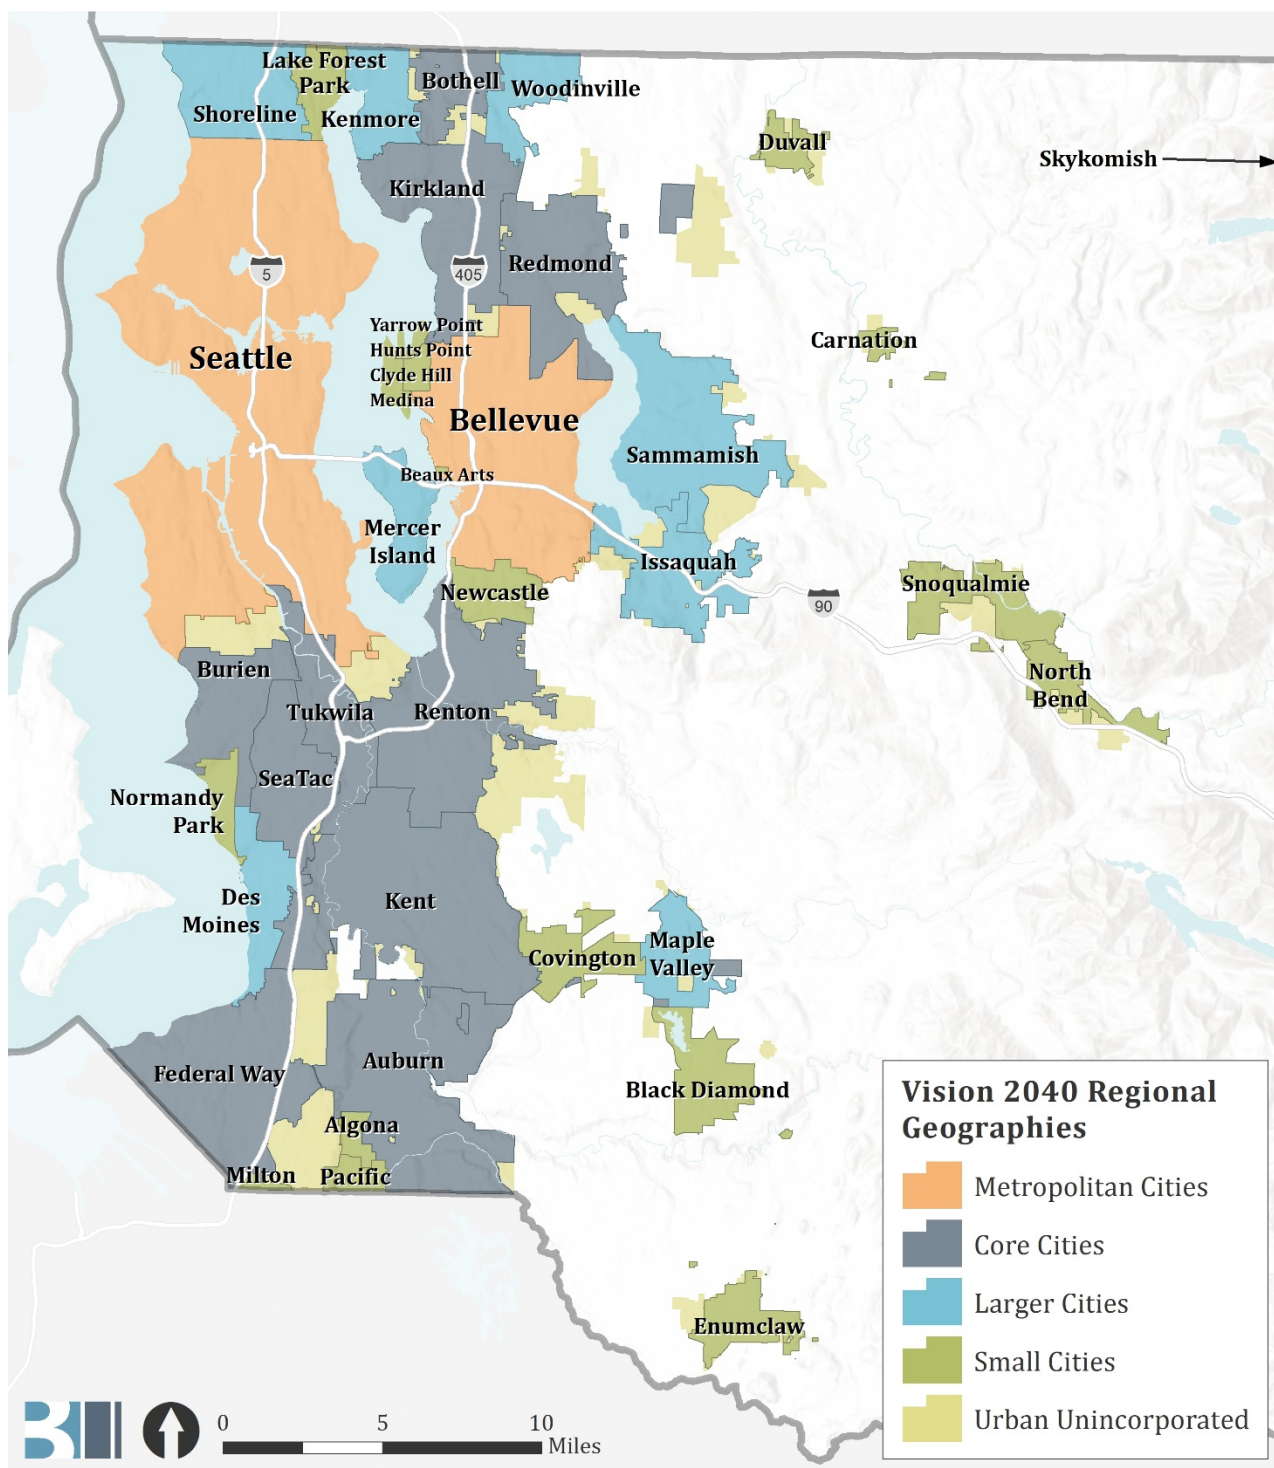 Lake Forest
Park
Bothell
Woodinville
Shoreline
Kenmore
Duvall
Skykomish
Kirkland
5
405
Redmond
Yarrow Point
Hunts Point
Clyde Hill
Medina
Carnation
Seattle
Bellevue
Sammamish
Beaux Arts
Mercer
Island
Issaquah
Newcastle
Snoqualmie
90
Burien
North
Bend
Tukwila
Renton
SeaTac
Normandy
Park
Des
Moines
Kent
Covington
Maple
Valley
Federal Way
Auburn
Black Diamond
Algona
Milton
Pacific
Enumclaw
Vision 2040 Regional
Geographies
Metropolitan Cities
Core Cities
Larger Cities
Small Cities
Urban Unincorporated
0 5 10
Miles